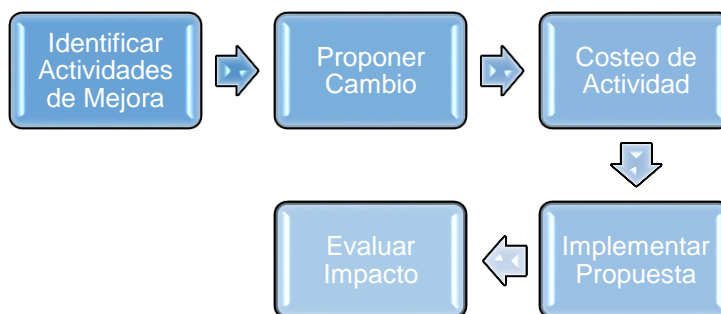 Identificar
Actividades
de Mejora
Proponer
Cambio
Costeo de
Actividad
Implementar
Propuesta
Evaluar
Impacto